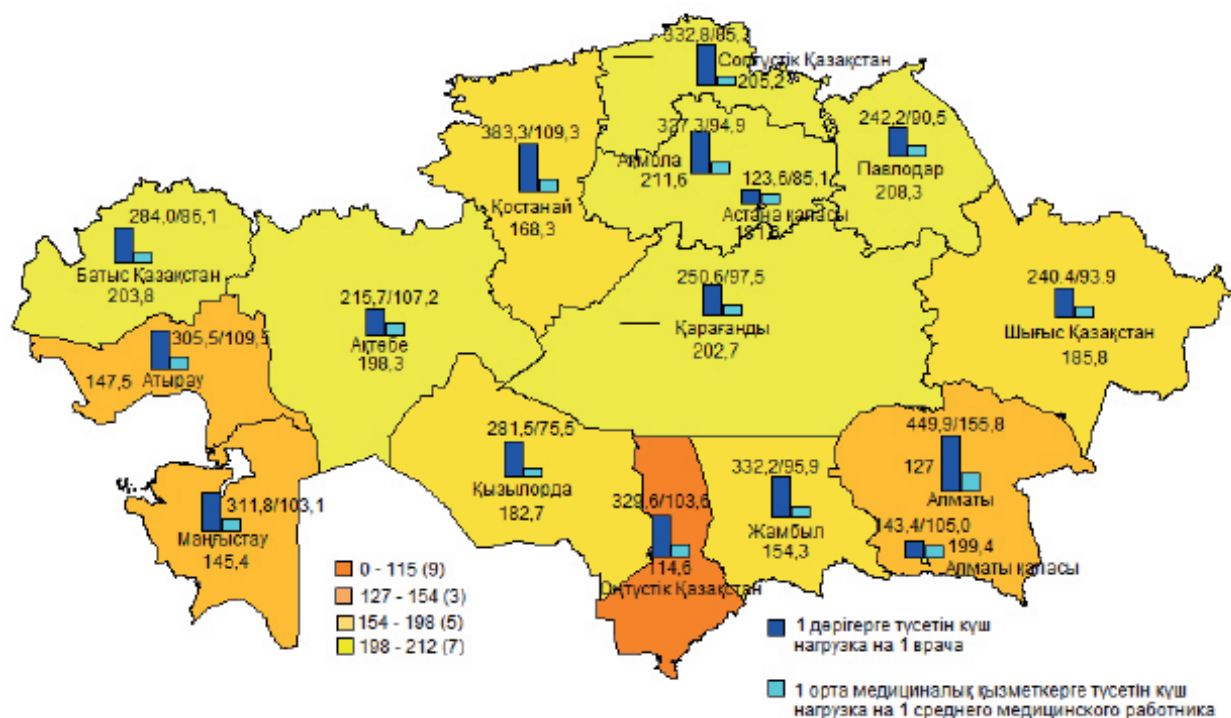 332,8/85,
Солтүстік Қазақстан
205,2
383,3/109,3
Қостанай
168,3
327,3/94,9
Ақмола
211,6
123,6/85,1
Астана қаласы
242,2/90,5
Павлодар
208,3
284,0/86,1
Батыс Қазақстан
203,8
215,7/107,2
Ақтөбе
198,3
250,6/97,5
Қарағанды
202,7
240,4/93,9
Шығыс Қазақстан
185,8
305,5/109,5
147,5
Атырау
449,9/155,8
127
Алматы
281,5/75,5
Қызылорда
182,7
329,6/103,6
114,6
Оңтүстік Қазақстан
332,2/95,9
Жамбыл
154,3
311,8/103,1
Маңғыстау
145,4
143,4/105,0
199,4
Алматы қаласы
0 - 115 (9)
127 - 154 (3)
154 - 198 (5)
198 - 212 (7)
1 дәрігерге түсетін күш
нагрузка на 1 врача
1 орта медициналық қызметкерге түсетін күш
нагрузка на 1 среднего медицинского работника